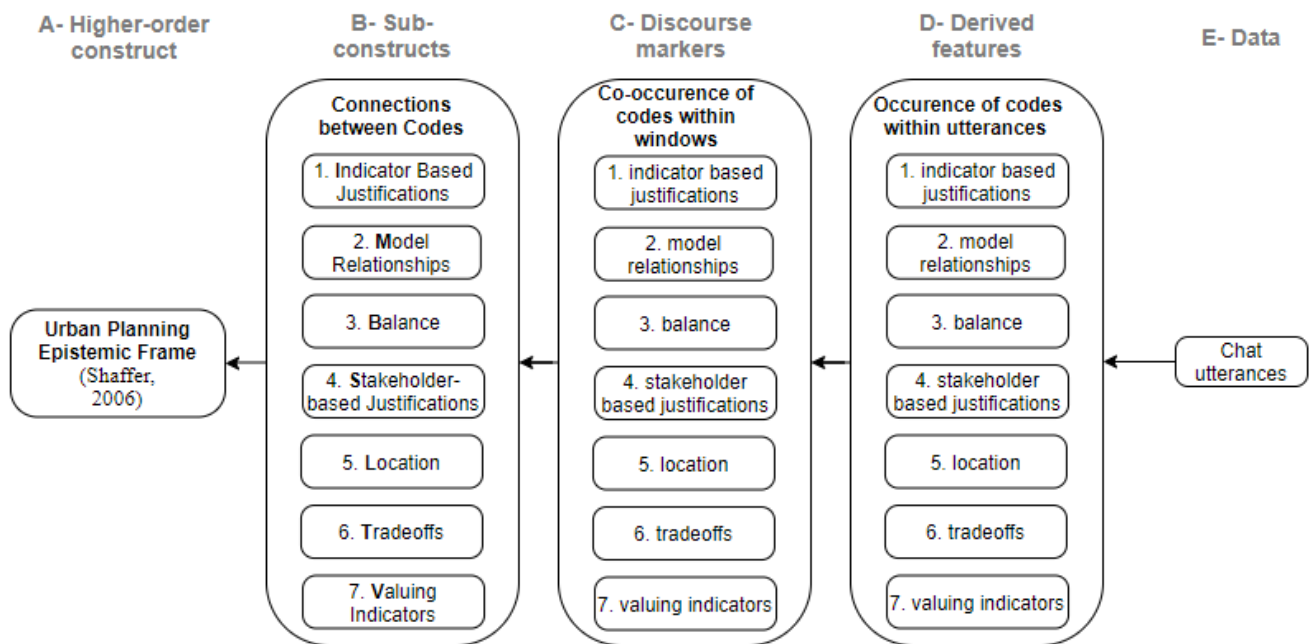 A- Higher-order
construct
B- Sub-
constructs
C- Discourse
markers
D- Derived
features
E- Data
Urban Planning
Epistemic Frame
(Shaffer,
2006)
Connections
between Codes
1. Indicator Based
Justifications
2. Model
Relationships
3. Balance
4. Stakeholder-
based Justifications
5. Location
6. Tradeoffs
7. Valuing
Indicators
Co-occurence of
codes within
windows
1. indicator based
justifications
2. model
relationships
3. balance
4. stakeholder
based justifications
5. location
6. tradeoffs
7. valuing indicators
Occurence of codes
within utterances
1. indicator based
justifications
2. model
relationships
3. balance
4. stakeholder
based justifications
5. location
6. tradeoffs
7. valuing indicators
Chat
utterances